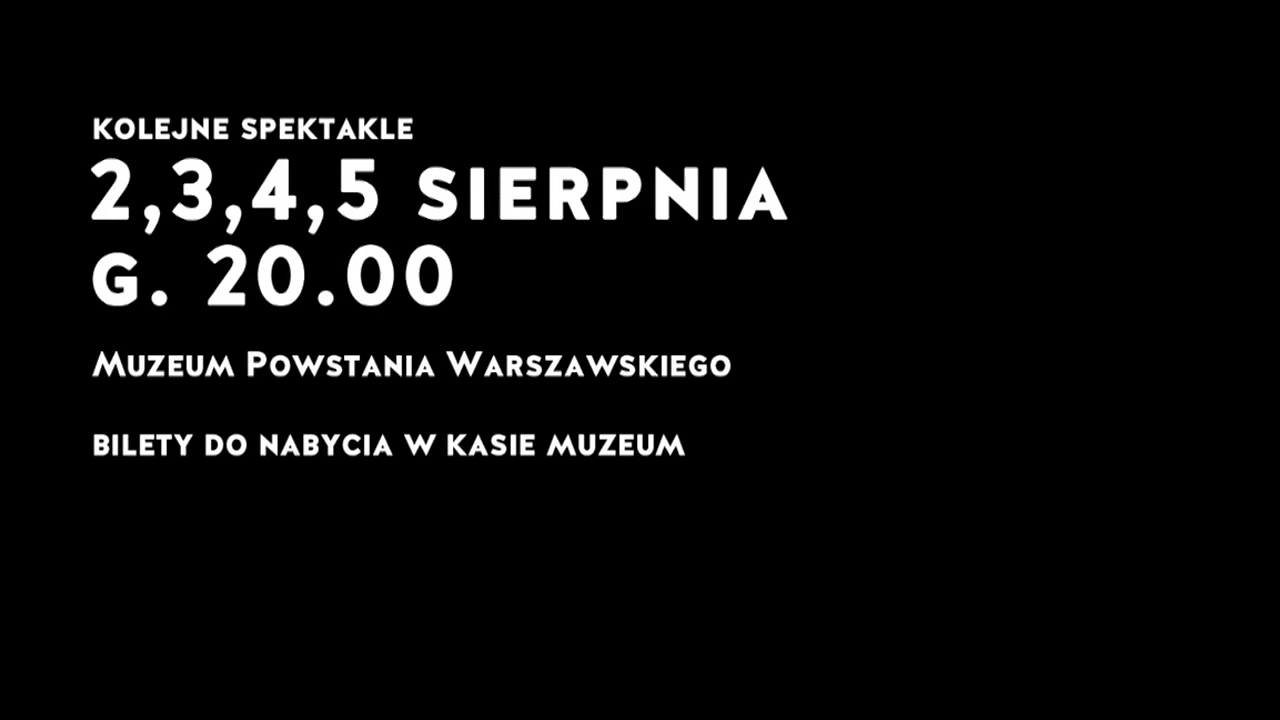 KOLEJNE SPEKTAKLE
2,3,4,5 SIERPNIA
G. 20.00
MUZEUM POWSTANIA WARSZAWSKIEGO
BILETY DO NABYCIA W KASIE MUZEUM